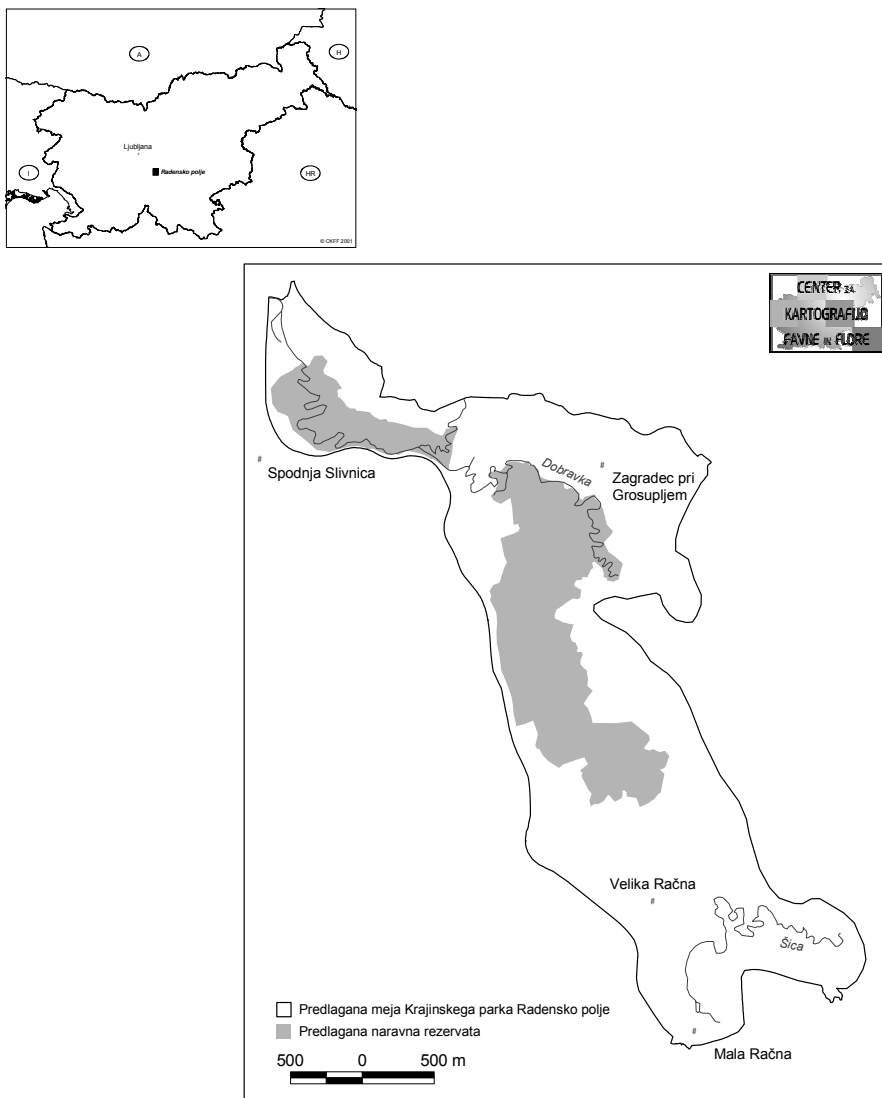 A
H
Ljubljana
Radensko polje
I
HR
© CKFF 2001
CENTER ZA
KARTOGRAFIJO
FAVNE IN FLORE
Dobravka
Spodnja Slivnica
Zagradec pri
Grosupljem
Velika Račna
Šica
Predlagana meja Krajinskega parka Radensko polje
Predlagana naravna rezervata
500 0 500 m
Mala Račna